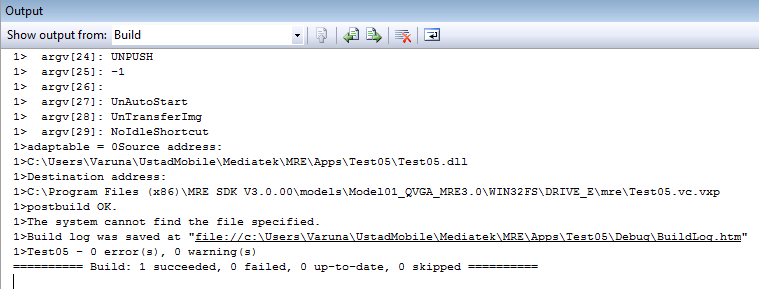 Output
Show output from: Build
1>  argv[24]: UNPUSH
1>  argv[25]: -1
1>  argv[26]:
1>  argv[27]: UnAutoStart
1>  argv[28]: UnTransferImg
1>  argv[29]: NoIdleShortcut
1>adaptable = 0Source address:
1>C:\Users\Varuna\UstadMobile\Mediatek\MRE\Apps\Test05\Test05.dll
1>Destination address:
1>C:\Program Files (x86)\MRE SDK V3.0.00\models\Model01_QVGA_MRE3.0\WIN32FS\DRIVE_E\mre\Test05.vc.vxp
1>postbuild OK.
1>The system cannot find the file specified.
1>Build log was saved at "file://c:\Users\Varuna\UstadMobile\Mediatek\MRE\Apps\Test05\Debug\BuildLog.htm"
1>Test05 - 0 error(s), 0 warning(s)
========== Build: 1 succeeded, 0 failed, 0 up-to-date, 0 skipped ==========